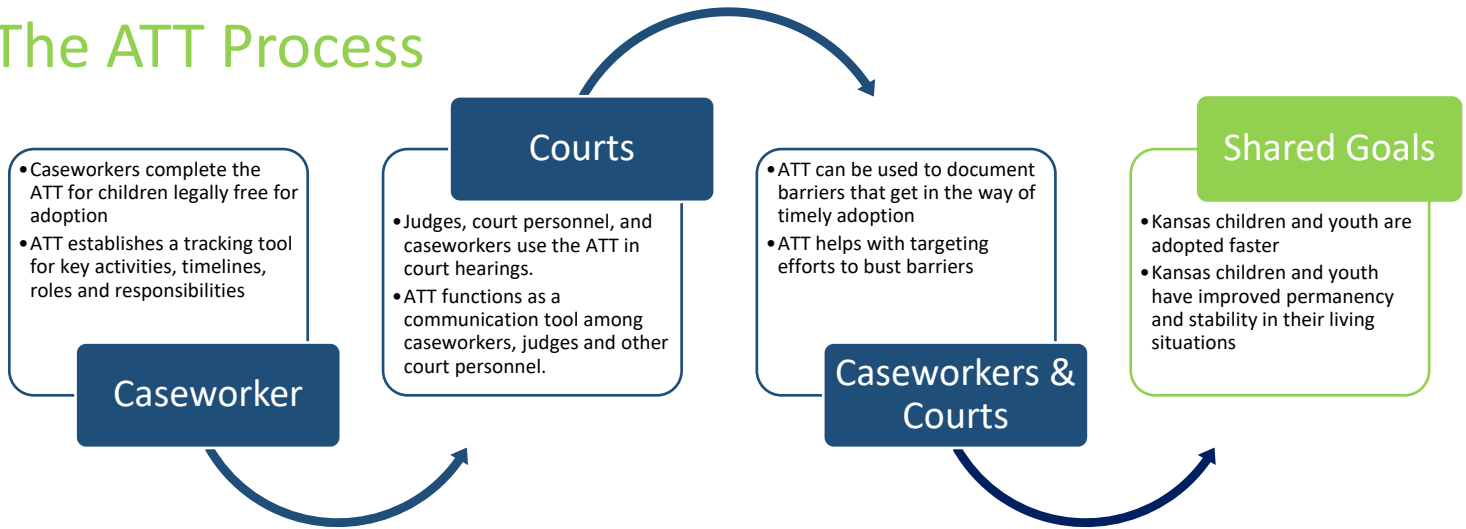 The ATT Process
•Caseworkers complete the
ATT for children legally free for
adoption
•ATT establishes a tracking tool
for key activities, timelines,
roles and responsibilities
Caseworker
Courts
•Judges, court personnel, and
caseworkers use the ATT in
court hearings.
•ATT functions as a
communication tool among
caseworkers, judges and other
court personnel.
•ATT can be used to document
barriers that get in the way of
timely adoption
•ATT helps with targeting
efforts to bust barriers
Caseworkers &
Courts
Shared Goals
•Kansas children and youth are
adopted faster
•Kansas children and youth
have improved permanency
and stability in their living
situations